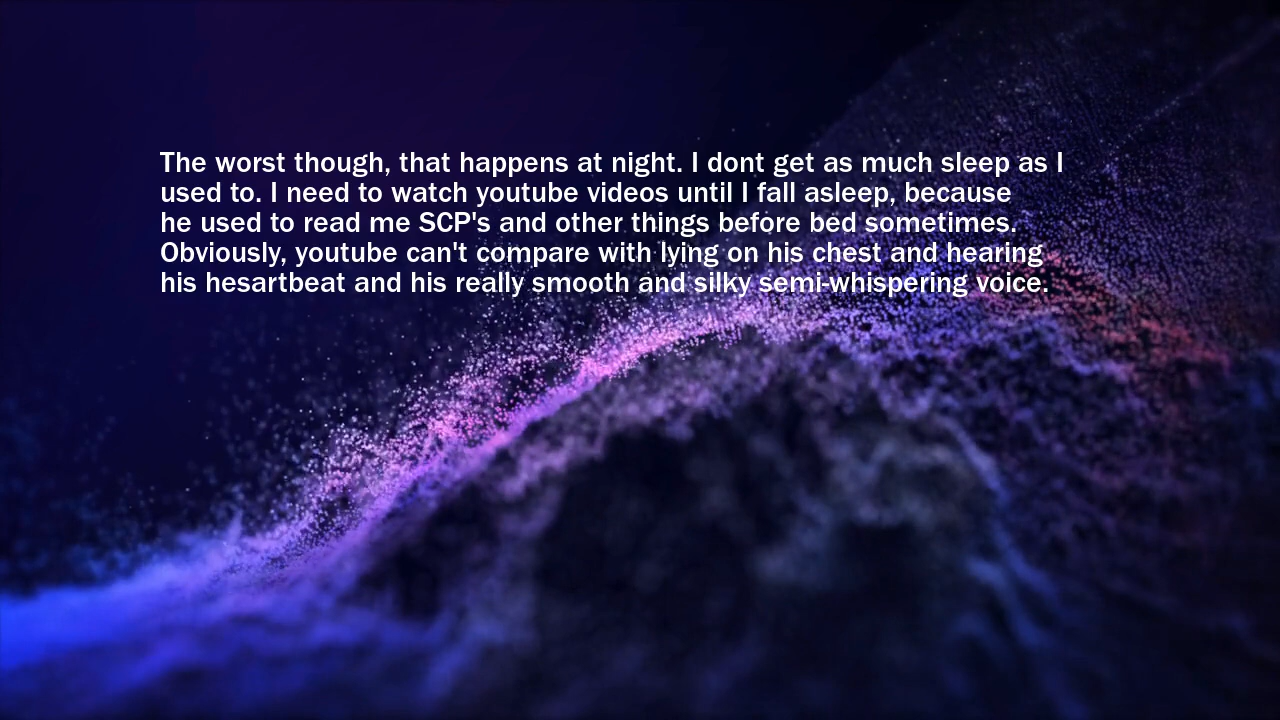 The worst though, that happens at night. I dont get as much sleep as I
used to. I need to watch youtube videos until I fall asleep, because
he used to read me SCP's and other things before bed sometimes.
Obviously, youtube can't compare with lying on his chest and hearing
his hesartbeat and his really smooth and silky semi-whispering voice.